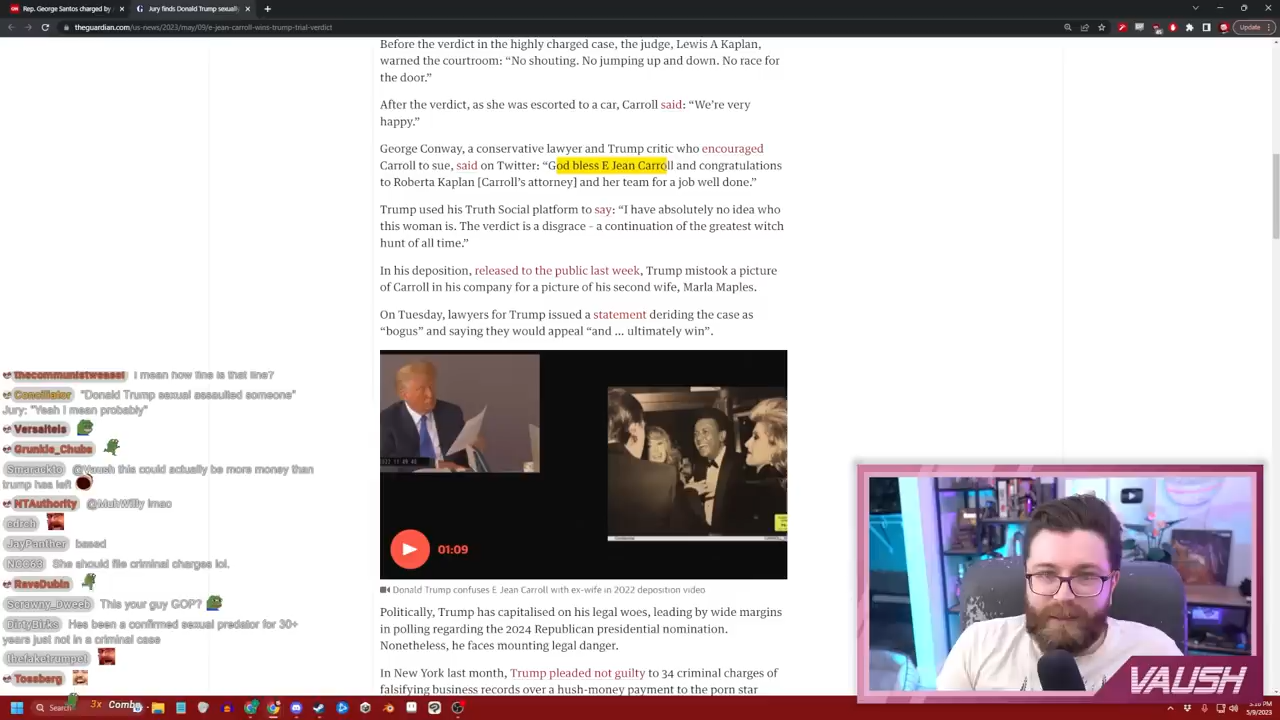 Rep. George Santos charged by
Jury finds Donald Trump sexually
theguardian.com/us-news/2023/may/09/e-jean-carroll-wins-trump-trial-verdict
Update
Before the verdict in the highly charged case, the judge, Lewis A Kaplan,
warned the courtroom: “No shouting. No jumping up and down. No race for
the door.”
After the verdict, as she was escorted to a car, Carroll said: “We’re very
happy.”
George Conway, a conservative lawyer and Trump critic who encouraged
Carroll to sue, said on Twitter: “God bless E Jean Carroll and congratulations
to Roberta Kaplan [Carroll’s attorney] and her team for a job well done.”
Trump used his Truth Social platform to say: “I have absolutely no idea who
this woman is. The verdict is a disgrace – a continuation of the greatest witch
hunt of all time.”
In his deposition, released to the public last week, Trump mistook a picture
of Carroll in his company for a picture of his second wife, Marla Maples.
On Tuesday, lawyers for Trump issued a statement deriding the case as
“bogus” and saying they would appeal “and ... ultimately win”.
01:09
Donald Trump confuses E Jean Carroll with ex-wife in 2022 deposition video
Politically, Trump has capitalised on his legal woes, leading by wide margins
in polling regarding the 2024 Republican presidential nomination.
Nonetheless, he faces mounting legal danger.
In New York last month, Trump pleaded not guilty to 34 criminal charges of
falsifying business records over a hush-money payment to the porn star
thecommunistweasel I mean how fine is that line?
Conciliator "Donald Trump sexual assaulted someone"
Jury: "Yeah I mean probably"
Versalteis
Grunkle_Chubs
Smarackto @Vaush this could actually be more money than
trump has left
NTAuthority @MuhWilly lmao
cdrch
JayPanther based
NCC63 She should file criminal charges lol.
RaveDubin
Scrawny_Dweeb This your guy GOP?
DirtyBirks Hes been a confirmed sexual predator for 30+
years just not in a criminal case
thefaketrumpet
Tossberg
3x Combo
Search
VAUSH
5/9/2023